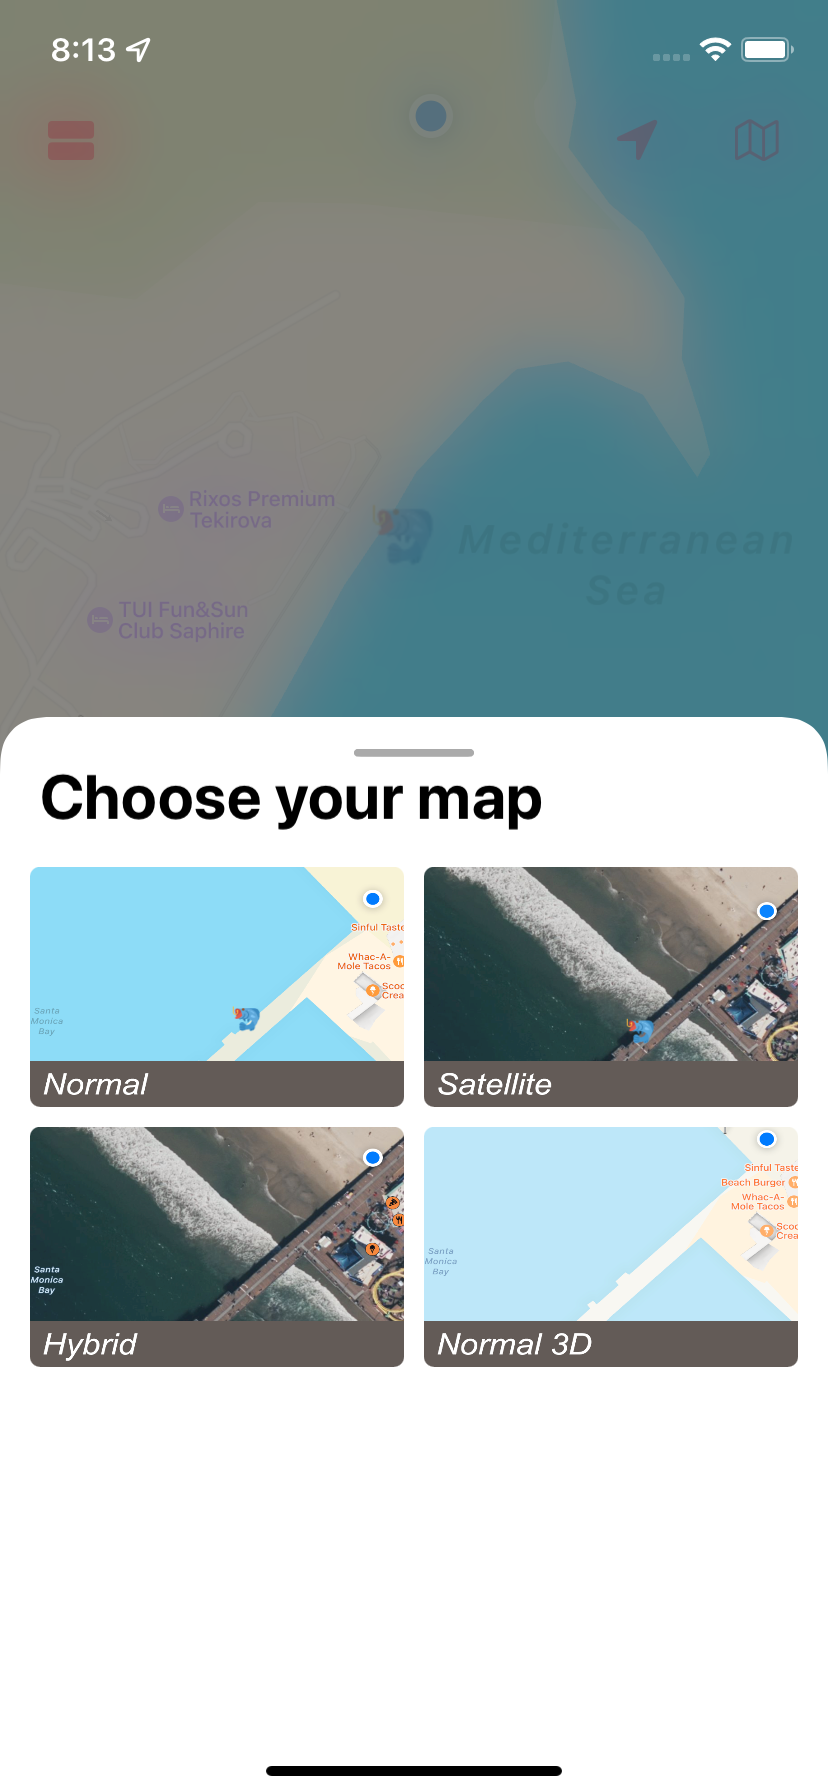 8:13
Rixos Premium
Tekirova
Mediterranean
Sea
TUI Fun&Sun
Club Saphire
Choose your map
Sinful Taste
Whac-A-
Mole Tacos
Scoo
Crea
Santa
Monica
Bay
Normal
Satellite
Santa
Monica
Bay
Hybrid
Sinful Taste
Beach Burger
Whac-A-
Mole Tacos
Scoo
Crea
Santa
Monica
Bay
Normal 3D